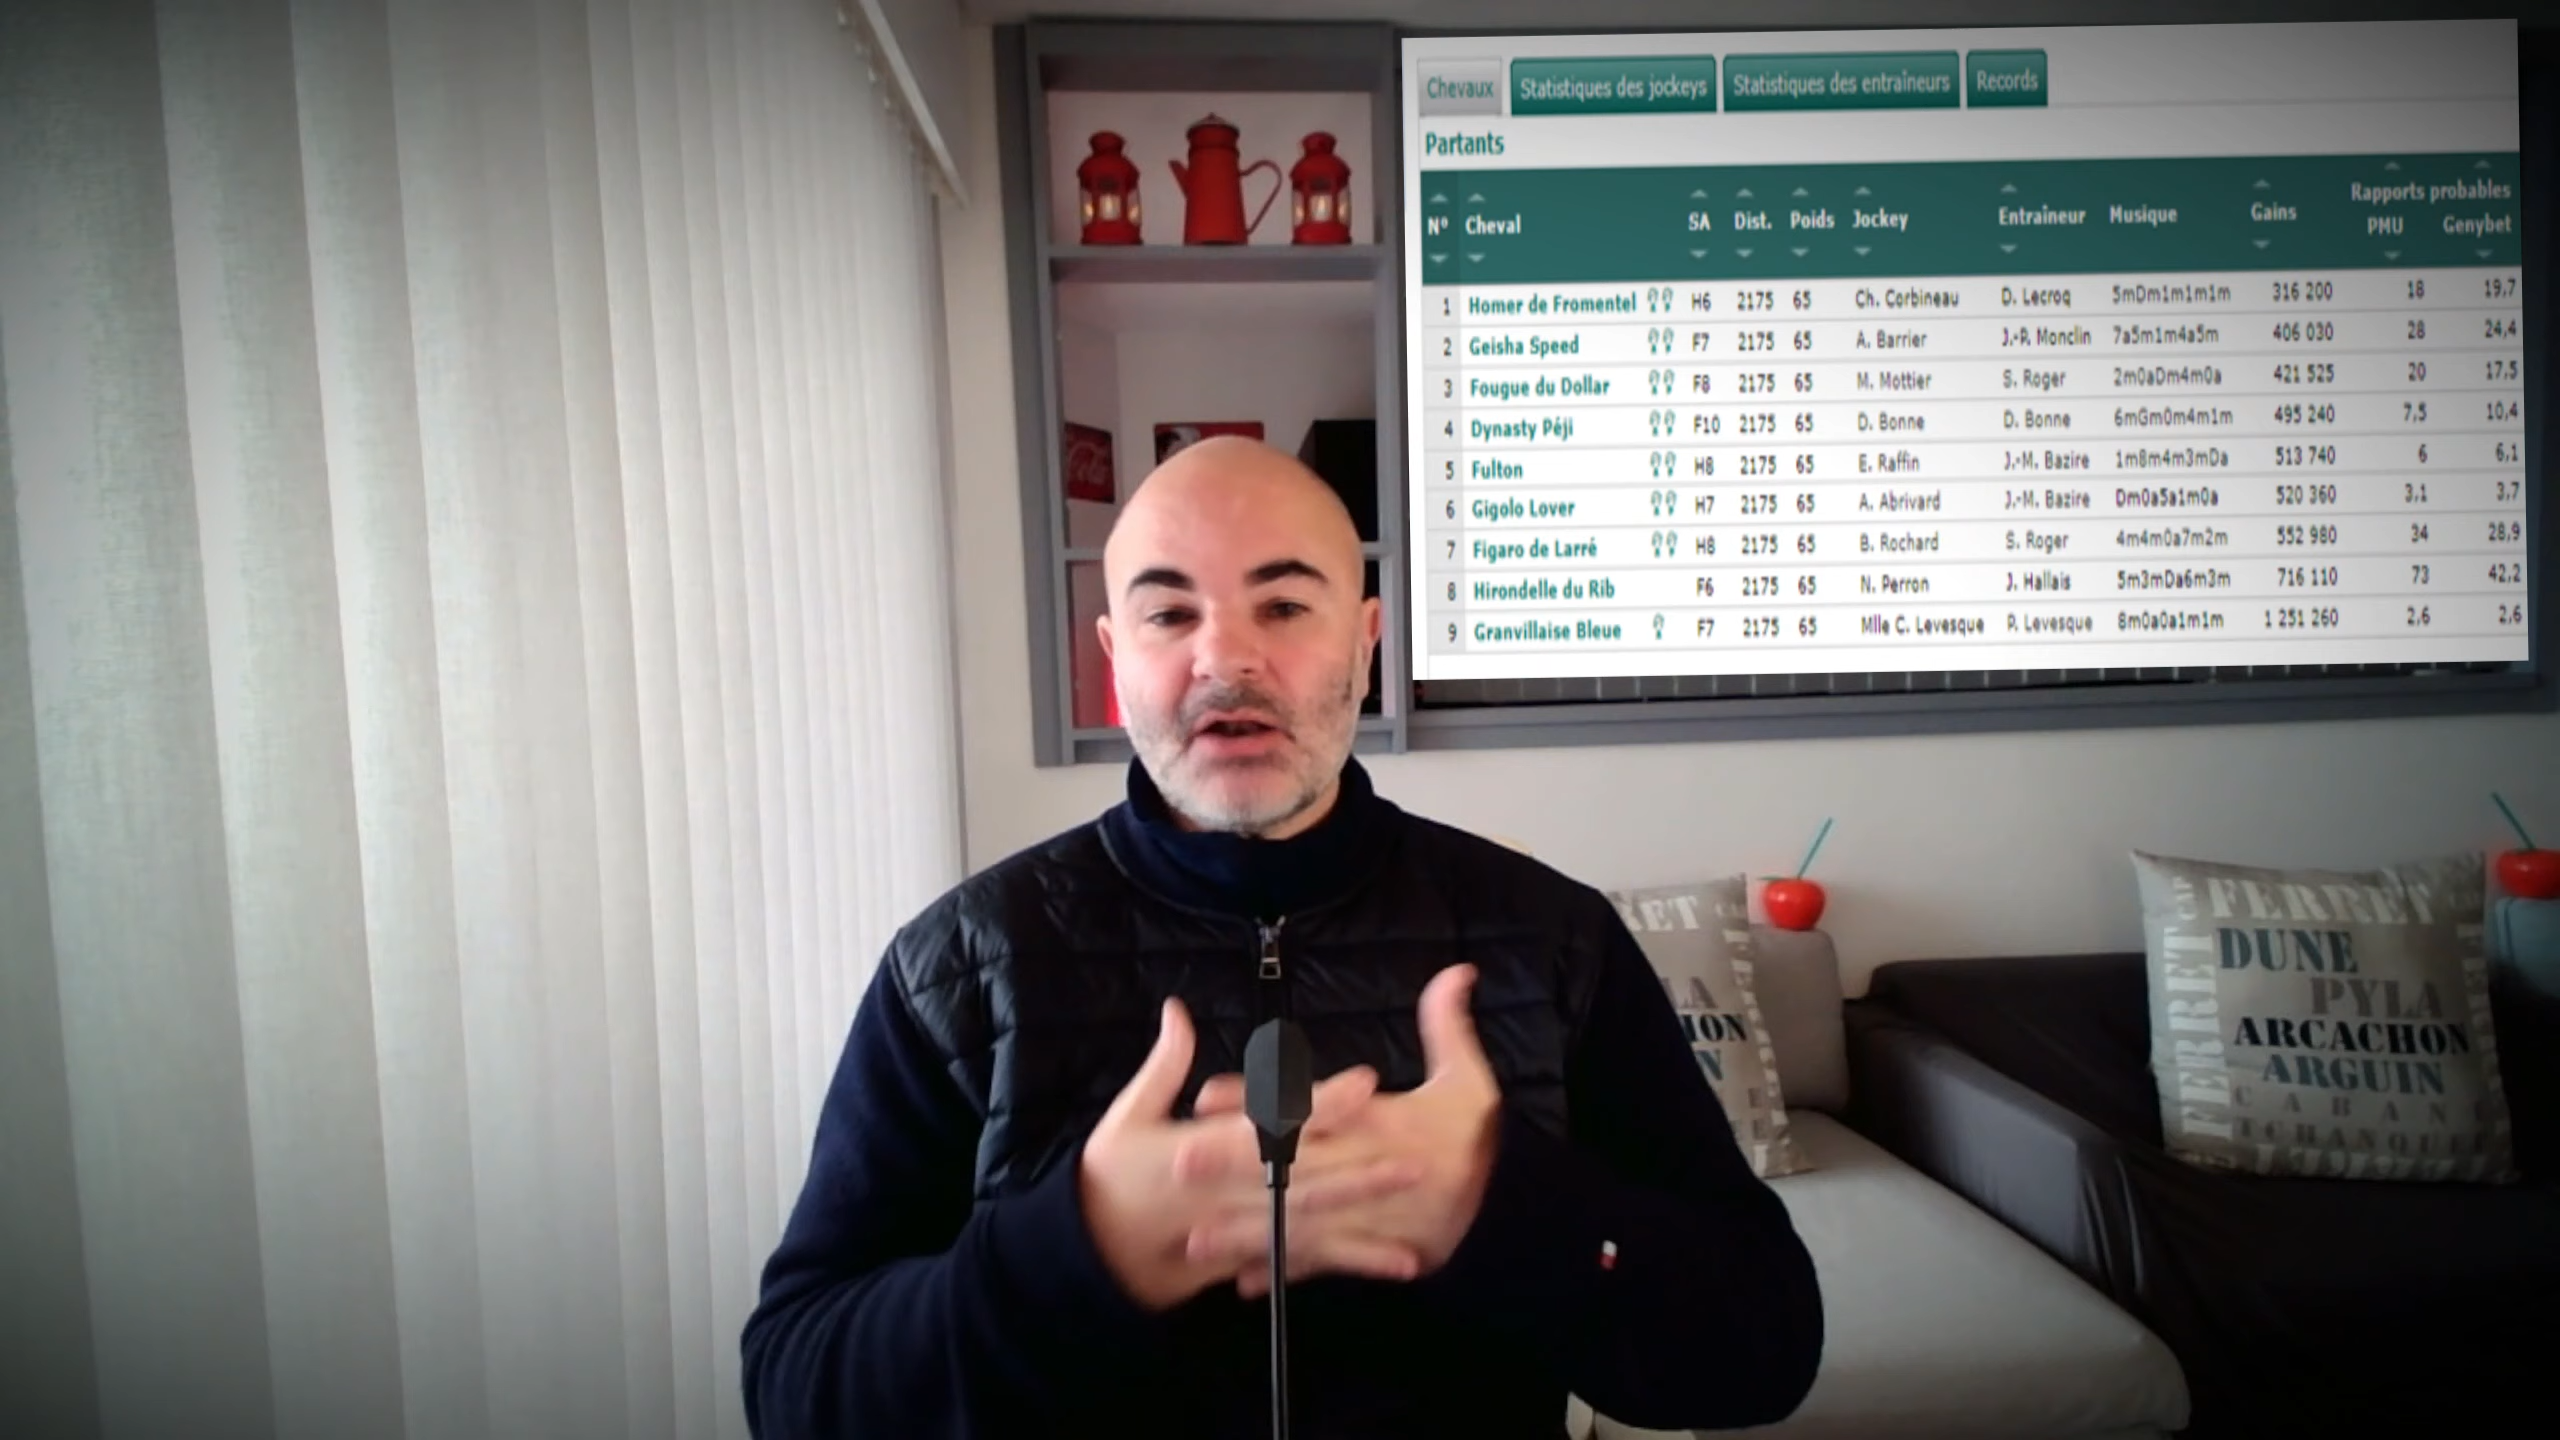 Chevaux Statistiques des jockeys Statistiques des entraîneurs Records
Partants
Rapports probables
N° Cheval SA Dist. Poids Jockey Entraîneur Musique Gains PMU Genybet
1 Homer de Fromentel H6 2175 65 Ch. Corbineau D. Lecroq 5mDm1m1m1m 316 200 18 19,7
2 Geisha Speed F7 2175 65 A. Barrier J.-P. Monclin 7a5m1m4a5m 406 030 28 24,4
3 Fougue du Dollar F8 2175 65 M. Mottier S. Roger 2m0aDm4m0a 421 525 20 17,5
4 Dynasty Péji F10 2175 65 D. Bonne D. Bonne 6mGm0m4m1m 495 240 7,5 10,4
5 Fulton H8 2175 65 E. Raffin J.-M. Bazire 1m8m4m3mDa 513 740 6 6,1
6 Gigolo Lover H7 2175 65 A. Abrivard J.-M. Bazire Dm0a5a1m0a 520 360 3,1 3,7
7 Figaro de Larré H8 2175 65 B. Rochard S. Roger 4m4m0a7m2m 552 980 34 28,9
8 Hirondelle du Rib F6 2175 65 N. Perron J. Hallais 5m3mDa6m3m 716 110 73 42,2
9 Granvillaise Bleue F7 2175 65 Mlle C. Levesque P. Levesque 8m0a0a1m1m 1 251 260 2,6 2,6
Cola
FERRET
DUNE
PYLA
ARCACHON
ARGUIN
FERRET